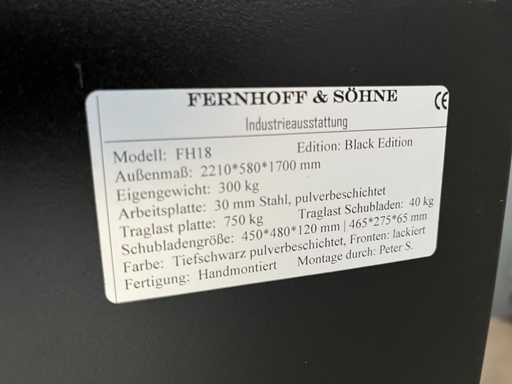 FERNHOFF & SÖHNE
CE
Industrieausstattung
Modell: FH18 Edition: Black Edition
Außenmaß: 2210*580*1700 mm
Eigengewicht: 300 kg
Arbeitsplatte: 30 mm Stahl, pulverbeschichtet
Traglast platte: 750 kg Traglast Schubladen: 40 kg
Schubladengröße: 450*480*120 mm | 465*275*65 mm
Farbe: Tiefschwarz pulverbeschichtet, Fronten: lackiert
Fertigung: Handmontiert Montage durch: Peter S.